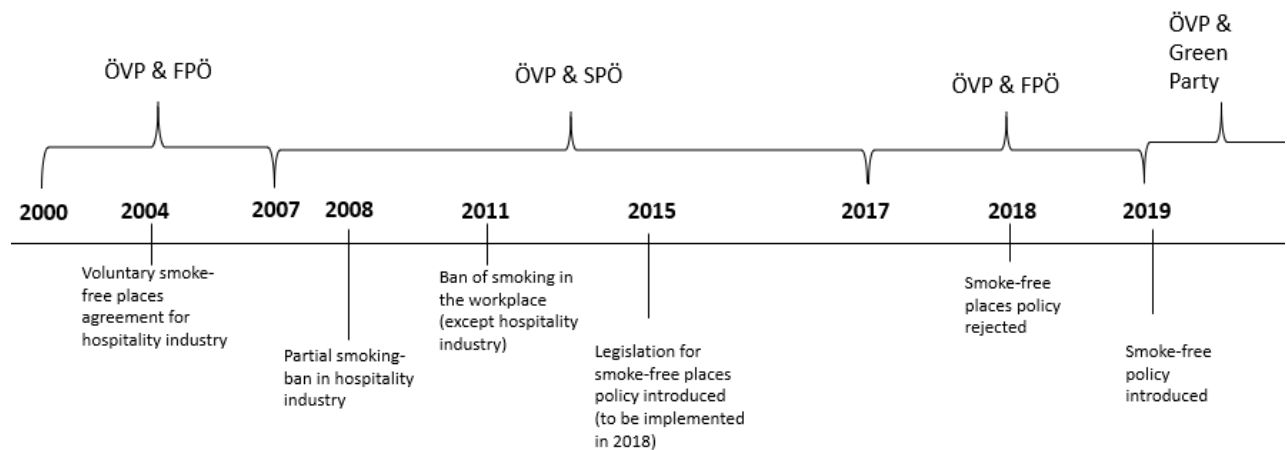 ÖVP & FPÖ
ÖVP & SPÖ
ÖVP & FPÖ
ÖVP &
Green
Party
2000
2004
2007
2008
2011
2015
2017
2018
2019
Voluntary smoke-
free places
agreement for
hospitality industry
Partial smoking-
ban in hospitality
industry
Ban of smoking in
the workplace
(except hospitality
industry)
Legislation for
smoke-free places
policy introduced
(to be implemented
in 2018)
Smoke-free
places policy
rejected
Smoke-free
policy
introduced